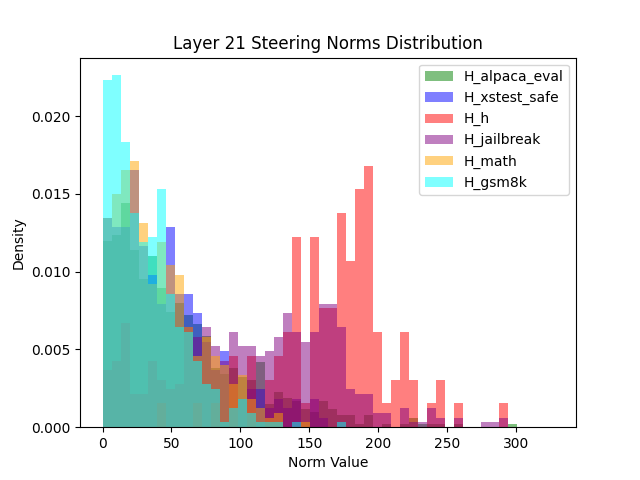 Layer 21 Steering Norms Distribution
H_alpaca_eval
H_xstest_safe
H_h
H_jailbreak
H_math
H_gsm8k
Density
0.020
0.015
0.010
0.005
0.000
0 50 100 150 200 250 300
Norm Value